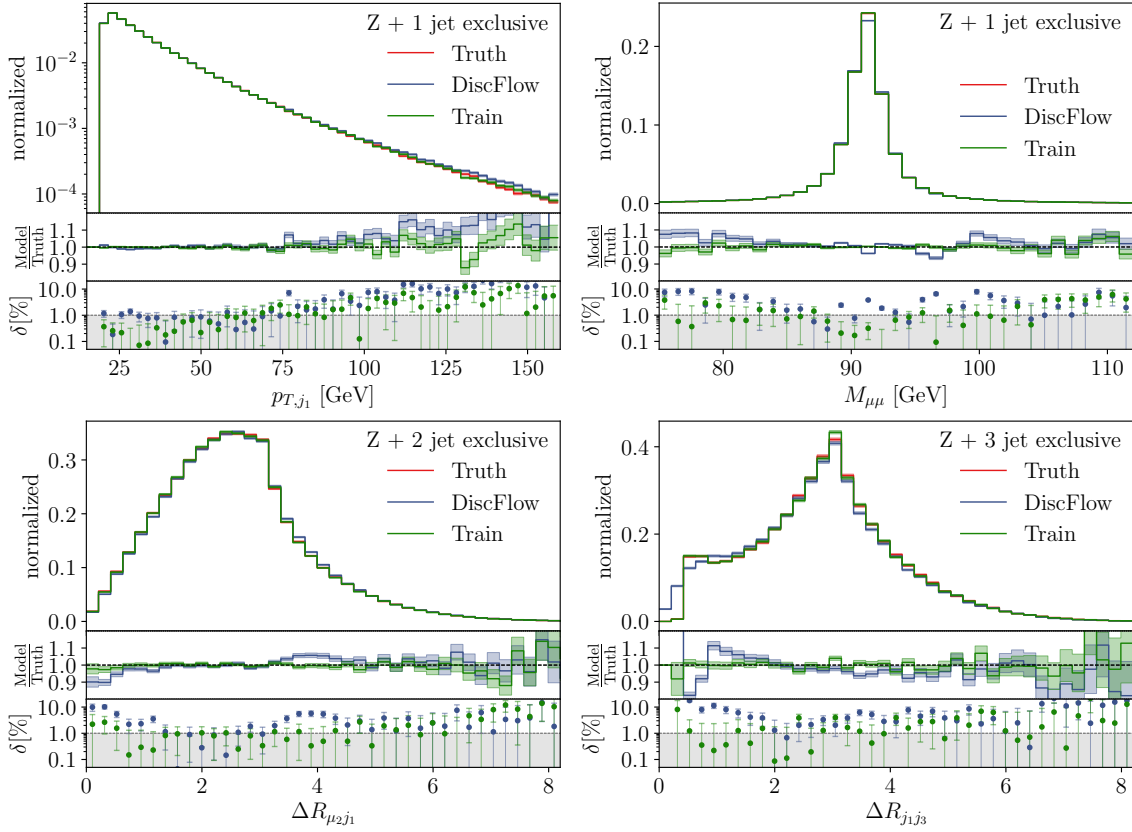 Z + 1 jet exclusive
Truth
DiscFlow
Train
normalized
10^{-2}
10^{-3}
10^{-4}
Model
Truth
1.1
1.0
0.9
δ[%]
10.0
1.0
0.1
25 50 75 100 125 150
p_{T,j_1} [GeV]
Z + 1 jet exclusive
Truth
DiscFlow
Train
normalized
0.2
0.1
0.0
Model
Truth
1.1
1.0
0.9
δ[%]
10.0
1.0
0.1
80 90 100 110
M_{μμ} [GeV]
Z + 2 jet exclusive
Truth
DiscFlow
Train
normalized
0.3
0.2
0.1
0.0
Model
Truth
1.1
1.0
0.9
δ[%]
10.0
1.0
0.1
0 2 4 6 8
ΔR_{μ_2 j_1}
Z + 3 jet exclusive
Truth
DiscFlow
Train
normalized
0.4
0.2
0.0
Model
Truth
1.1
1.0
0.9
δ[%]
10.0
1.0
0.1
0 2 4 6 8
ΔR_{j_1 j_3}